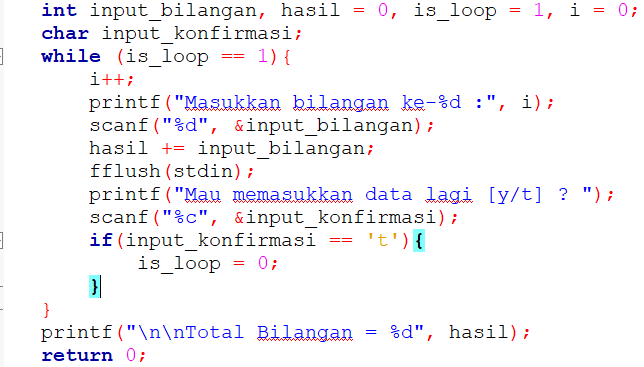 int input_bilangan, hasil = 0, is_loop = 1, i = 0;
char input_konfirmasi;
while (is_loop == 1){
i++;
printf("Masukkan bilangan ke-%d :", i);
scanf("%d", &input_bilangan);
hasil += input_bilangan;
fflush(stdin);
printf("Mau memasukkan data lagi [y/t] ? ");
scanf("%c", &input_konfirmasi);
if(input_konfirmasi == 't'){
is_loop = 0;
}
}
printf("\n\nTotal Bilangan = %d", hasil);
return 0;